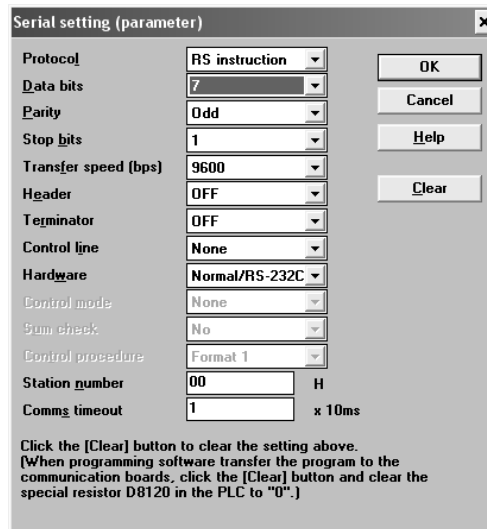 Serial setting (parameter)
Protocol RS instruction OK
Data bits 7 Cancel
Parity Odd
Stop bits 1 Help
Transfer speed (bps) 9600
Header OFF Clear
Terminator OFF
Control line None
Hardware Normal/RS-232C
Control mode None
Sum check No
Control procedure Format 1
Station number 00 H
Comms timeout 1 x 10ms
Click the [Clear] button to clear the setting above.
(When programming software transfer the program to the
communication boards, click the [Clear] button and clear the
special resistor D8120 in the PLC to "0".)